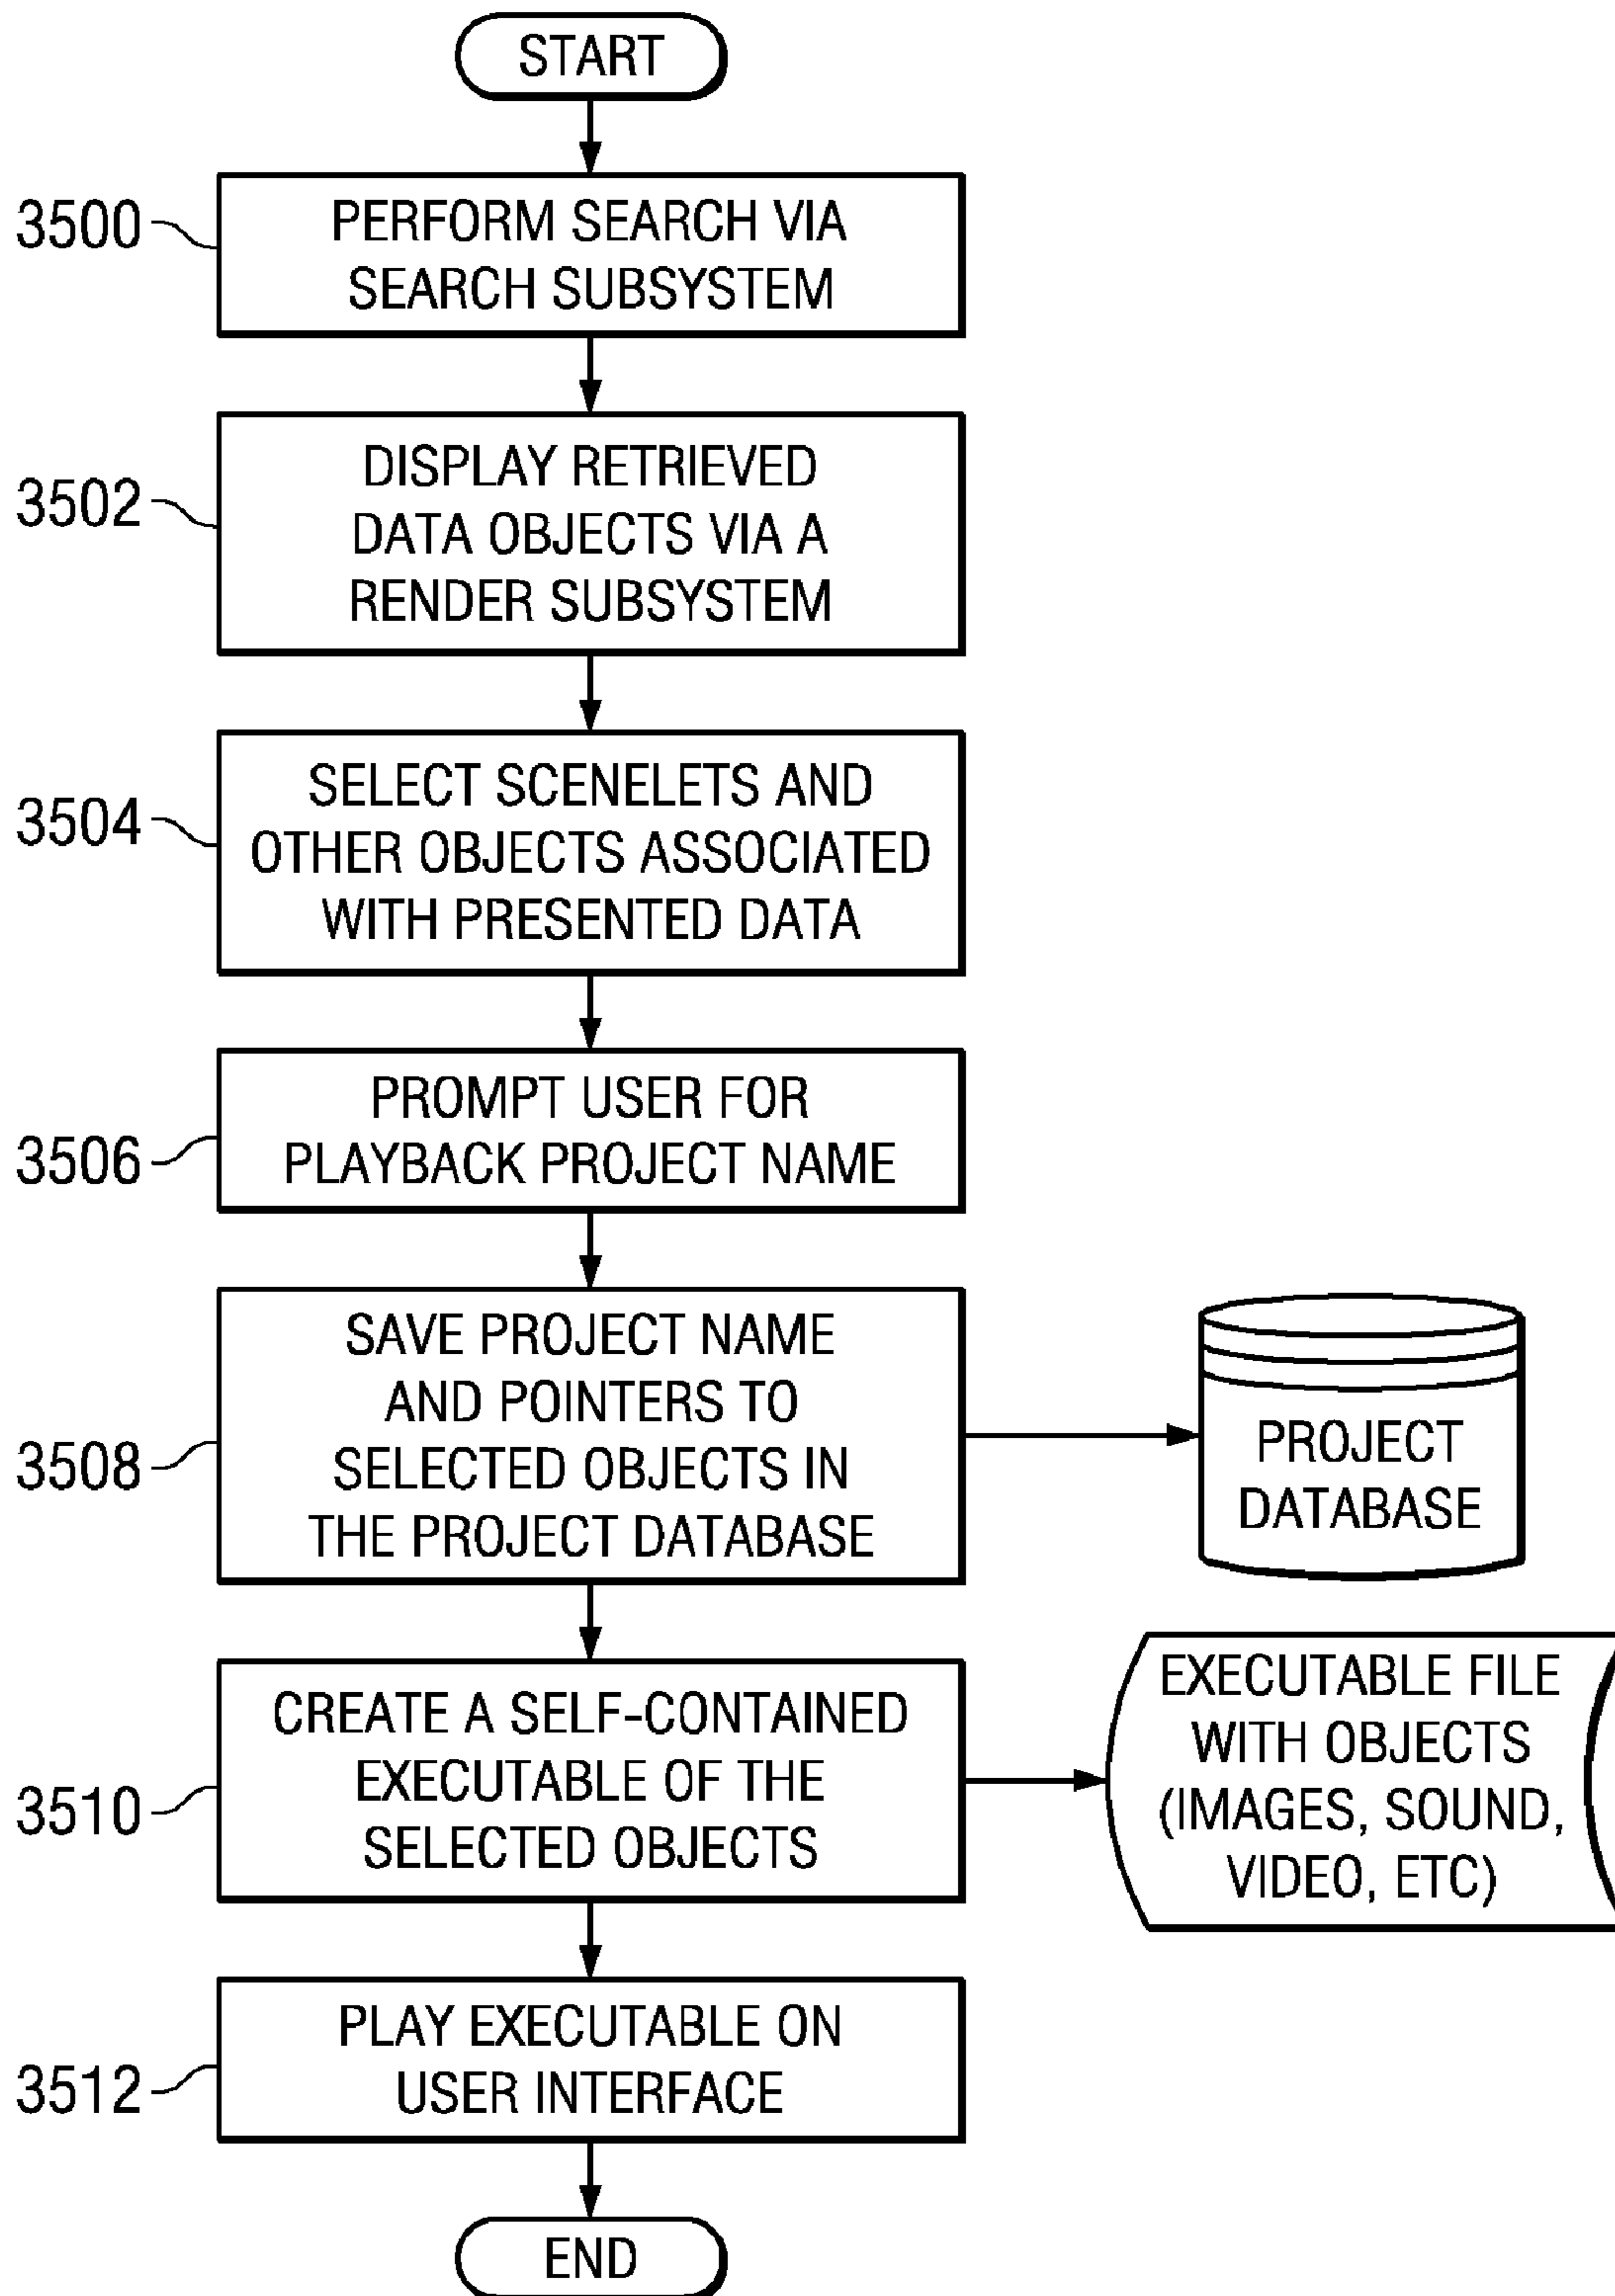 START
3500
PERFORM SEARCH VIA
SEARCH SUBSYSTEM
3502
DISPLAY RETRIEVED
DATA OBJECTS VIA A
RENDER SUBSYSTEM
3504
SELECT SCENELETS AND
OTHER OBJECTS ASSOCIATED
WITH PRESENTED DATA
3506
PROMPT USER FOR
PLAYBACK PROJECT NAME
3508
SAVE PROJECT NAME
AND POINTERS TO
SELECTED OBJECTS IN
THE PROJECT DATABASE
PROJECT
DATABASE
3510
CREATE A SELF-CONTAINED
EXECUTABLE OF THE
SELECTED OBJECTS
EXECUTABLE FILE
WITH OBJECTS
(IMAGES, SOUND,
VIDEO, ETC)
3512
PLAY EXECUTABLE ON
USER INTERFACE
END